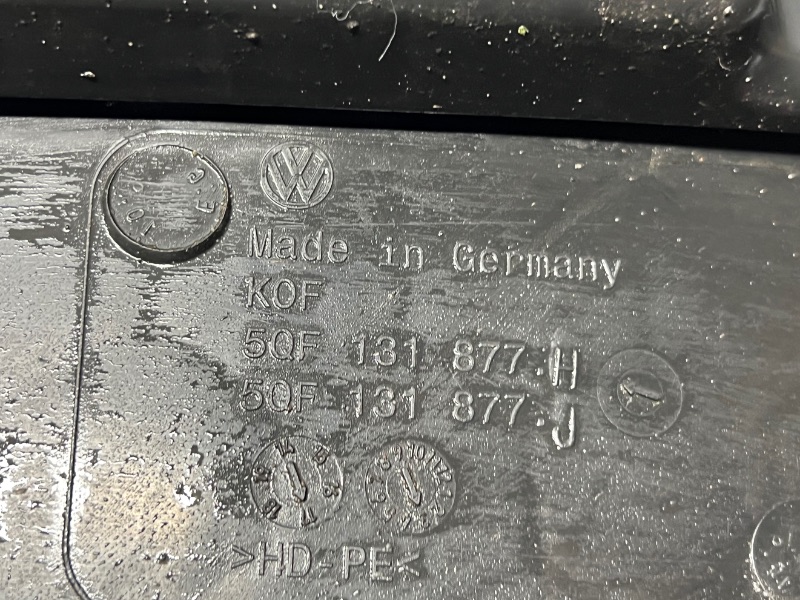 Made in Germany
KOF
5QF 131 877.H
5QF 131 877.J
>HD-PE<